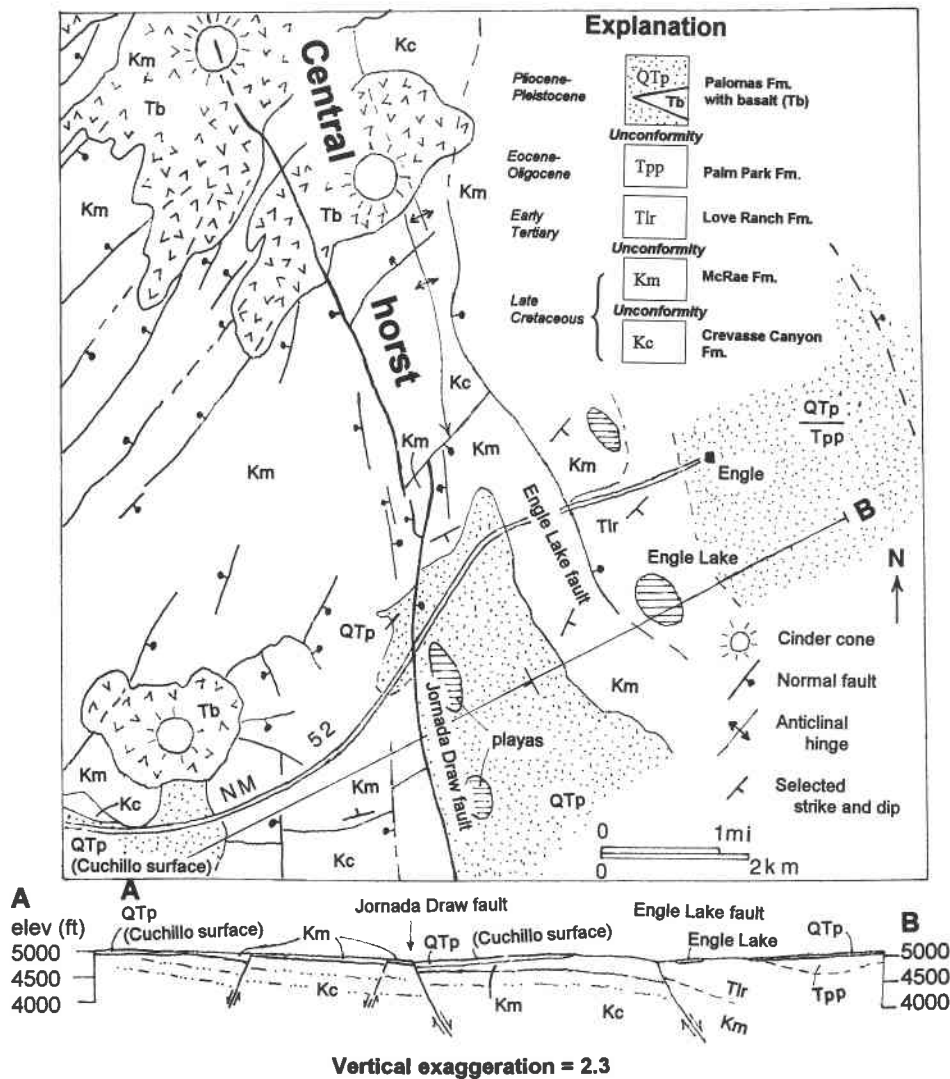 Explanation
Pliocene-
Pleistocene
QTp
Tb
Palomas Fm.
with basalt (Tb)
Unconformity
Eocene-
Oligocene
Tpp
Palm Park Fm.
Early
Tertiary
Tlr
Love Ranch Fm.
Unconformity
Late
Cretaceous
Km
McRae Fm.
Unconformity
Kc
Crevasse Canyon
Fm.
Km
Tb
Central
horst
Kc
Km
Tb
Km
Kc
Km
Km
Km
Km
QTp
Tpp
Engle
Tlr
Engle Lake fault
Engle Lake
B
N
QTp
Km
Jornada Draw fault
playas
QTp
Tb
NM 52
Km
Kc
Km
Kc
QTp
(Cuchillo surface)
A
Cinder cone
Normal fault
Anticlinal
hinge
Selected
strike and dip
0 1mi
0 2km
A
elev (ft)
5000
4500
4000
QTp
(Cuchillo surface)
Km
Jornada Draw fault
QTp
(Cuchillo surface)
Engle Lake fault
Engle Lake
QTp
B
5000
4500
4000
Kc
Km
Kc
Tlr
Km
Tpp
Vertical exaggeration = 2.3